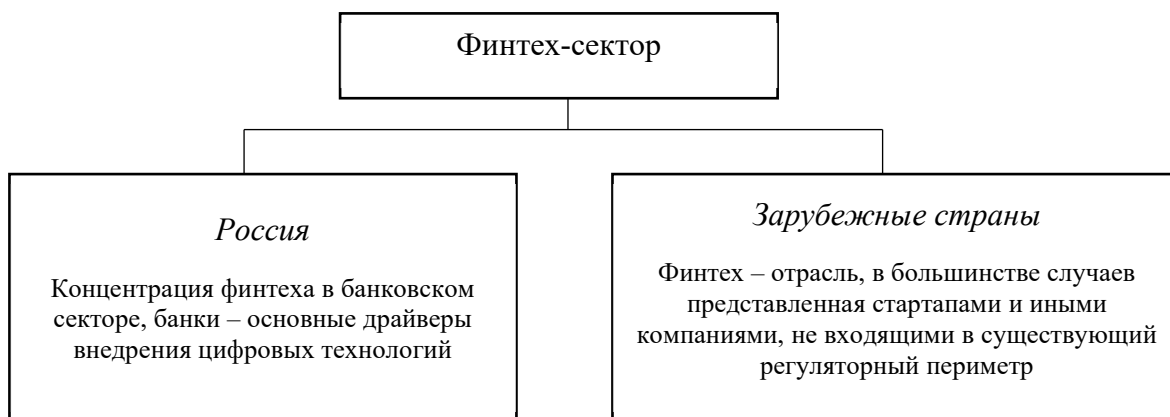 Финтех-сектор
Россия
Концентрация финтеха в банковском
секторе, банки – основные драйверы
внедрения цифровых технологий
Зарубежные страны
Финтех – отрасль, в большинстве случаев
представленная стартапами и иными
компаниями, не входящими в существующий
регуляторный периметр